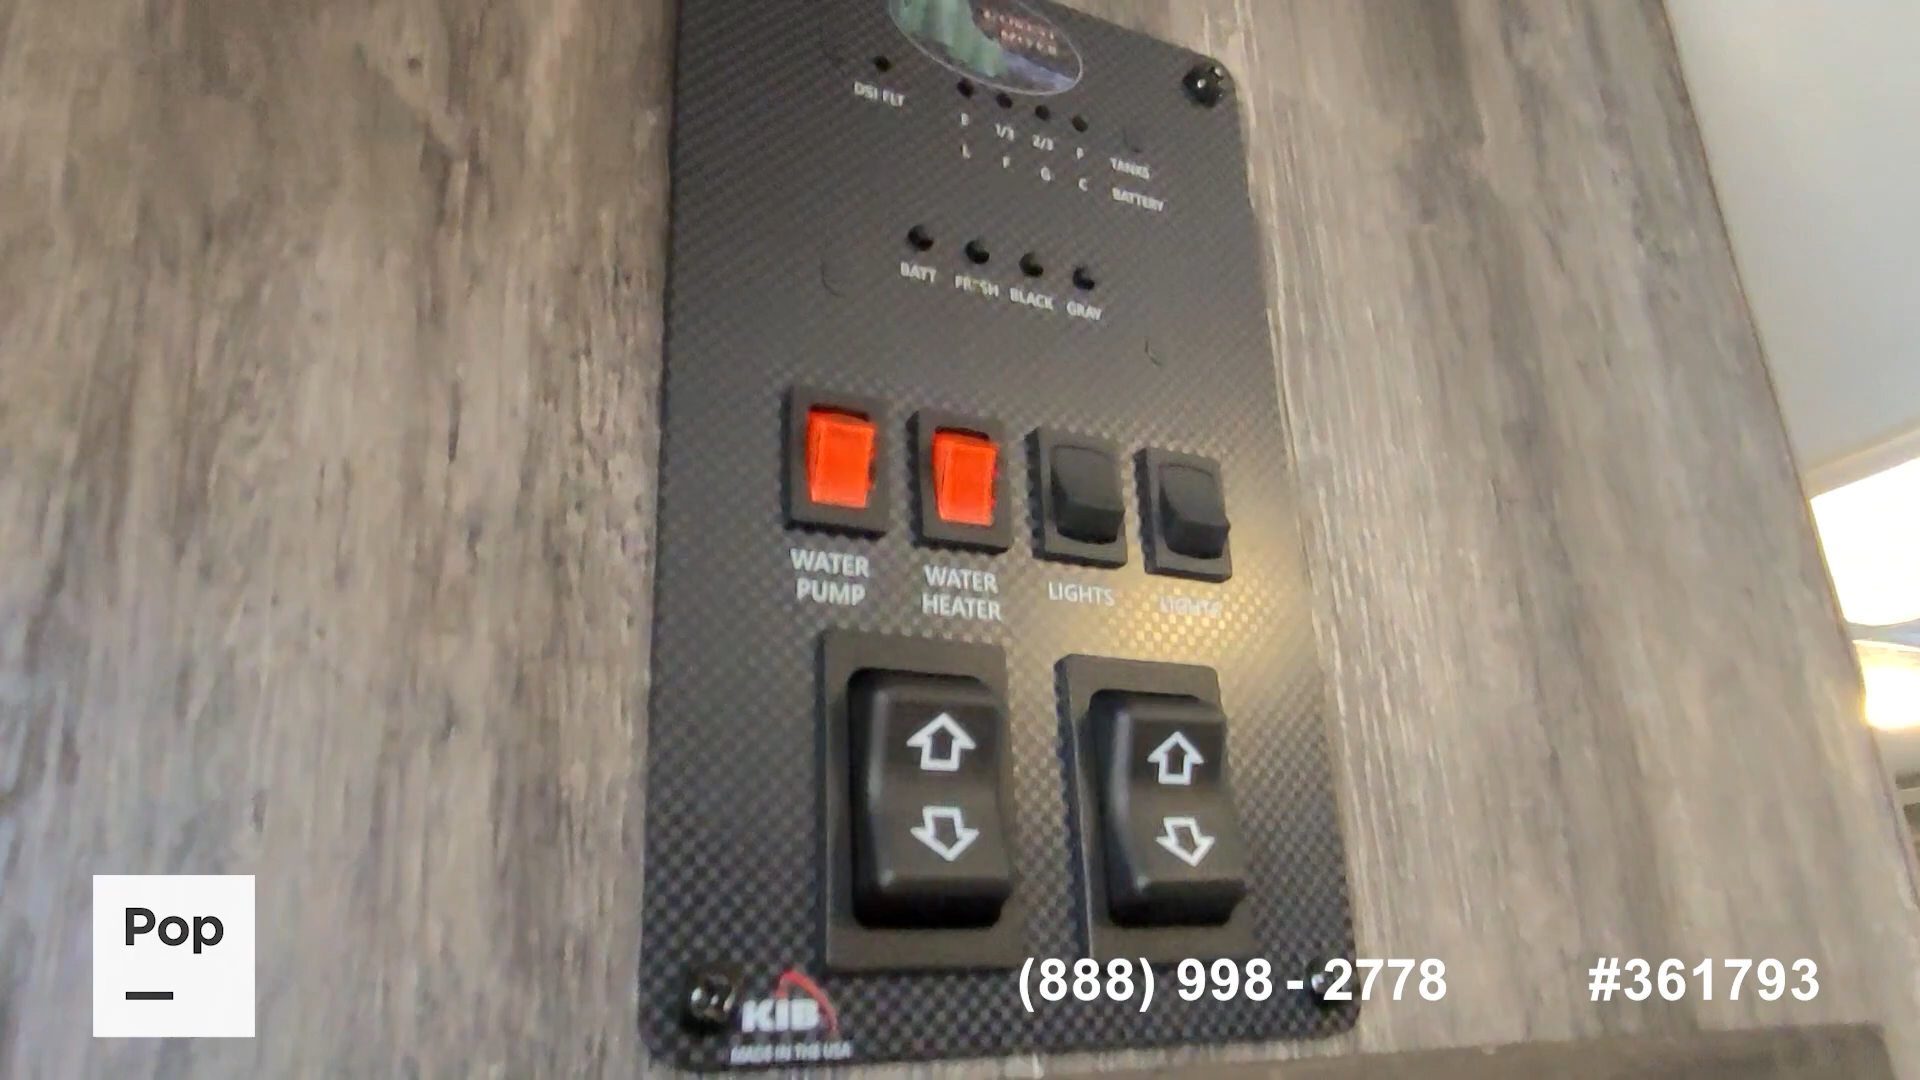 DSI FLT
E 1/3 2/3 F TANKS
L F G C BATTERY
BATT FRESH BLACK GRAY
WATER PUMP
WATER HEATER
LIGHTS
LIGHTS
KIB
MADE IN THE USA
Pop
(888) 998 - 2778
#361793